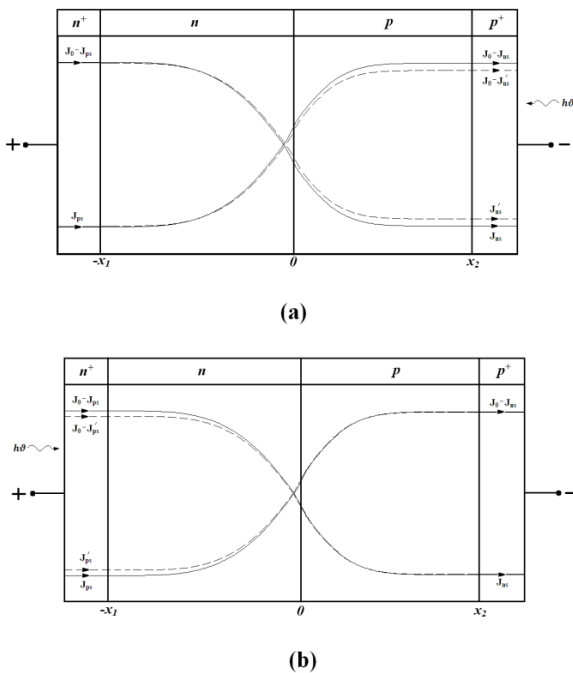 n⁺ n p p⁺
J₀-Jₚₛ J₀-Jₙₛ
J₀-J'ₙₛ
hϑ
+ −
J'ₙₛ
Jₚₛ Jₙₛ
-x₁ 0 x₂
(a)
n⁺ n p p⁺
J₀-Jₚₛ J₀-Jₙₛ
J₀-J'ₚₛ
hϑ
+ −
J'ₚₛ
Jₚₛ Jₙₛ
-x₁ 0 x₂
(b)